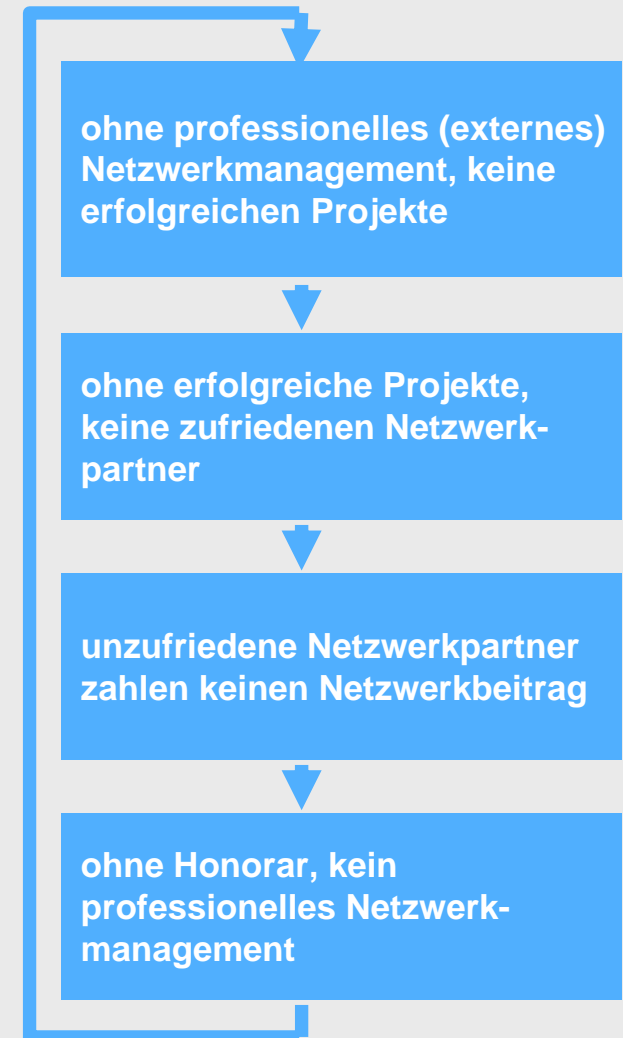 ohne professionelles (externes)
Netzwerkmanagement, keine
erfolgreichen Projekte
ohne erfolgreiche Projekte,
keine zufriedenen Netzwerk-
partner
unzufriedene Netzwerkpartner
zahlen keinen Netzwerkbeitrag
ohne Honorar, kein
professionelles Netzwerk-
management